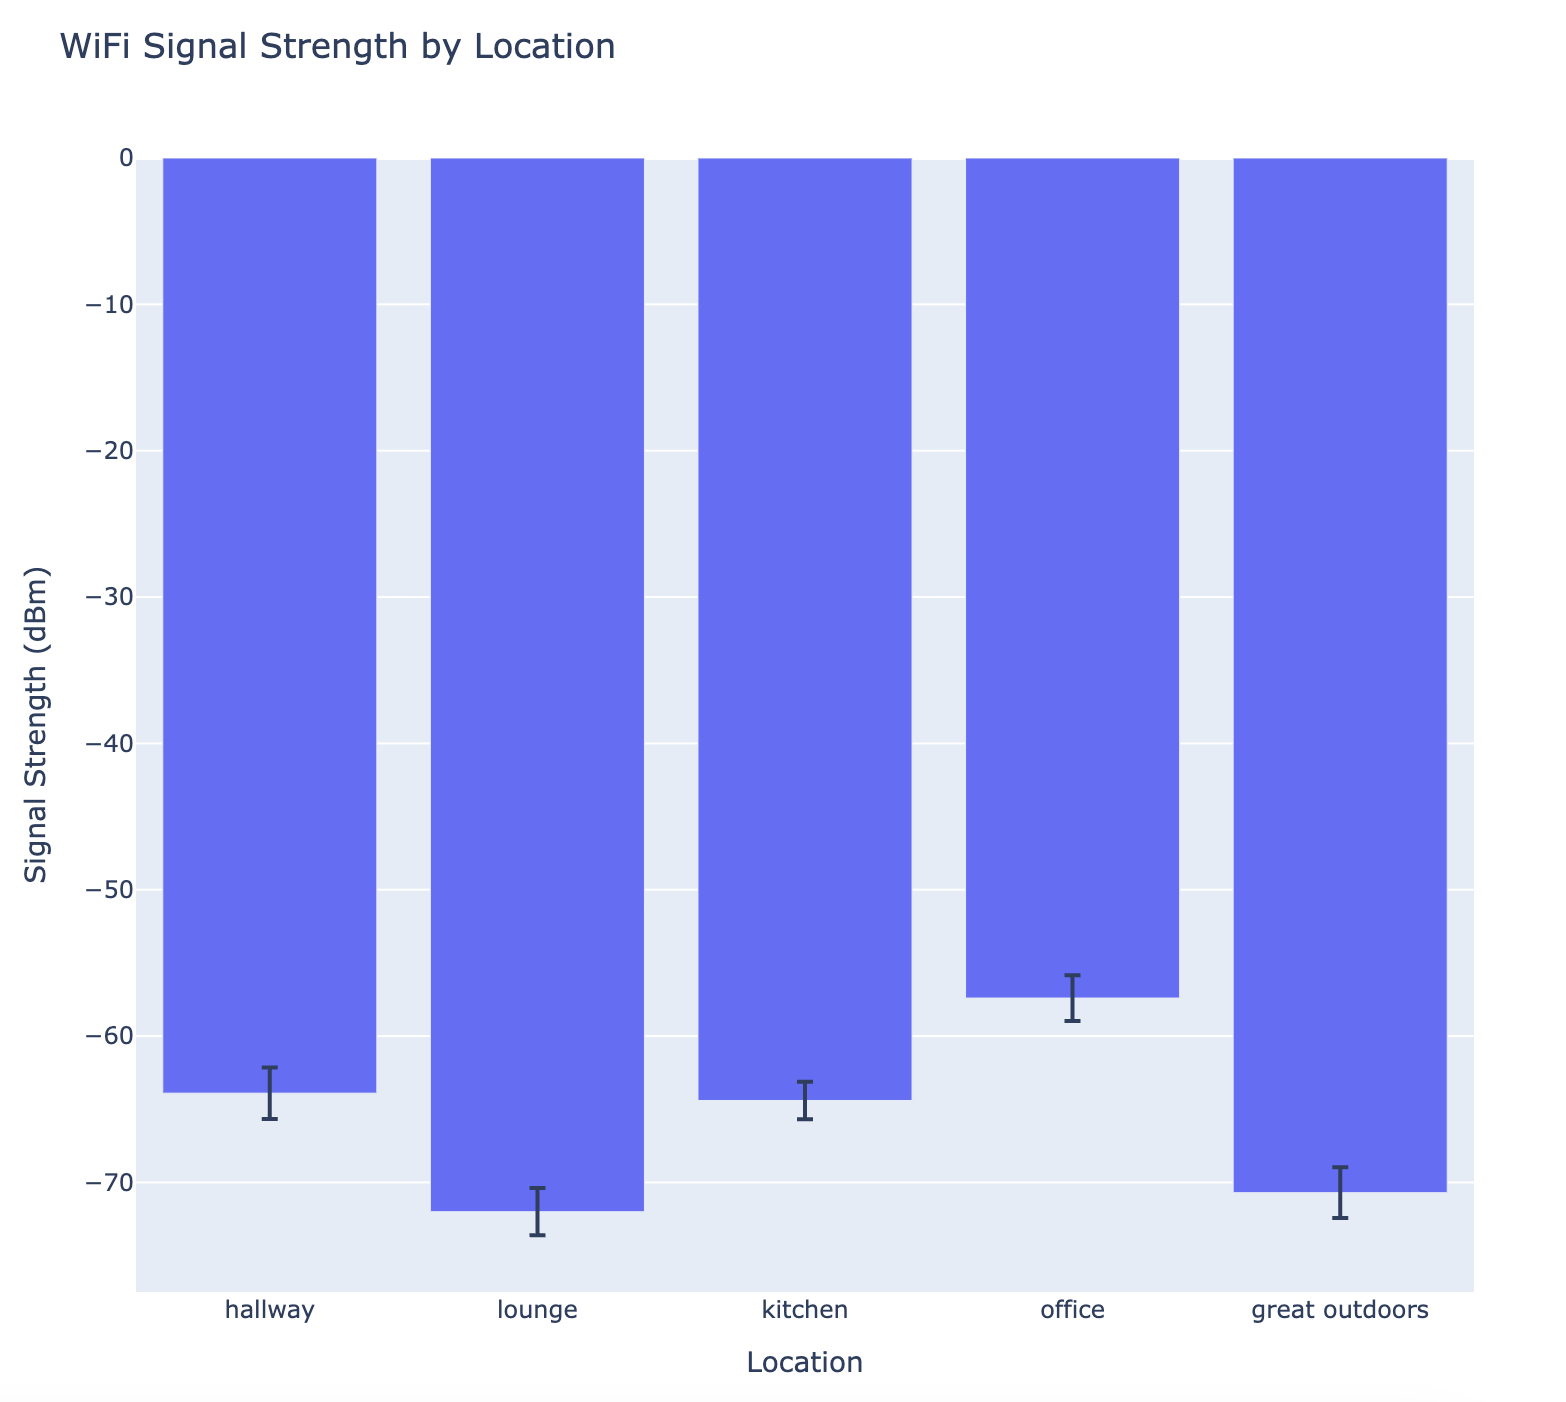 WiFi Signal Strength by Location
0
−10
−20
−30
−40
−50
−60
−70
Signal Strength (dBm)
hallway lounge kitchen office great outdoors
Location